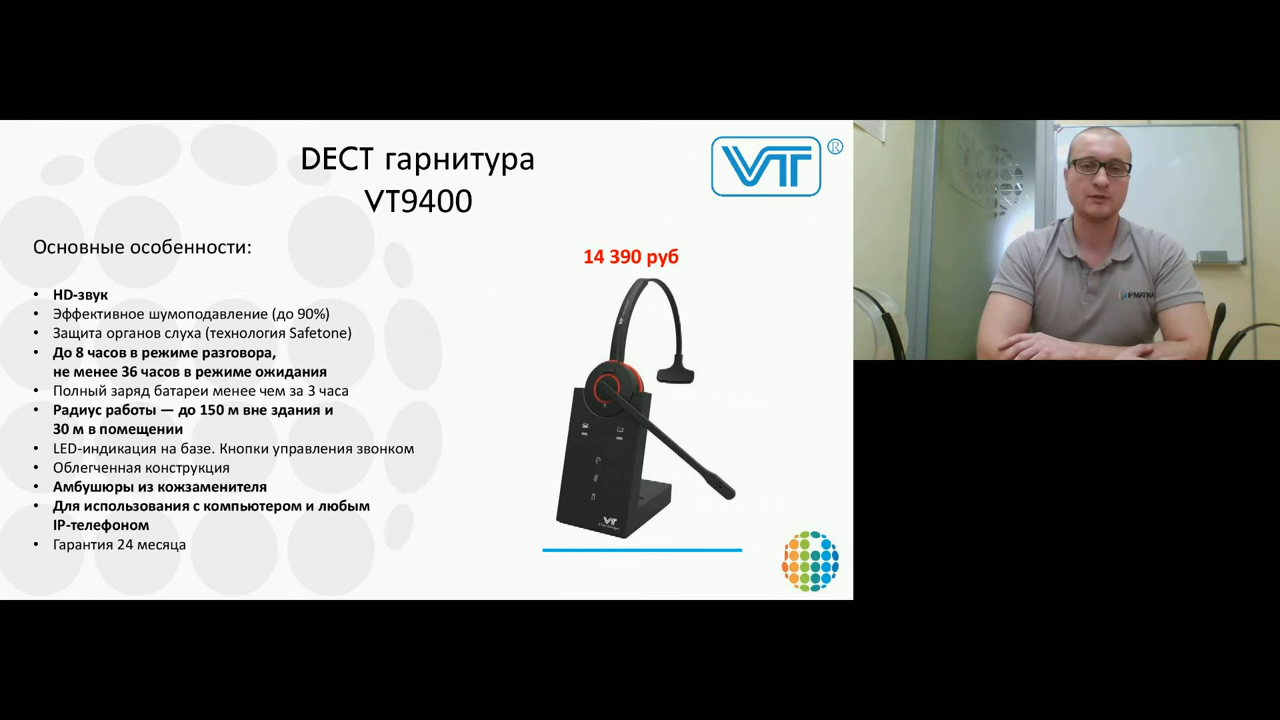 DECT гарнитура
VT9400
VT®
Основные особенности:
14 390 руб
• HD-звук
• Эффективное шумоподавление (до 90%)
• Защита органов слуха (технология Safetone)
• До 8 часов в режиме разговора,
не менее 36 часов в режиме ожидания
• Полный заряд батареи менее чем за 3 часа
• Радиус работы — до 150 м вне здания и
30 м в помещении
• LED-индикация на базе. Кнопки управления звонком
• Облегченная конструкция
• Амбушюры из кожзаменителя
• Для использования с компьютером и любым
IP-телефоном
• Гарантия 24 месяца
VT
IPMATIKA